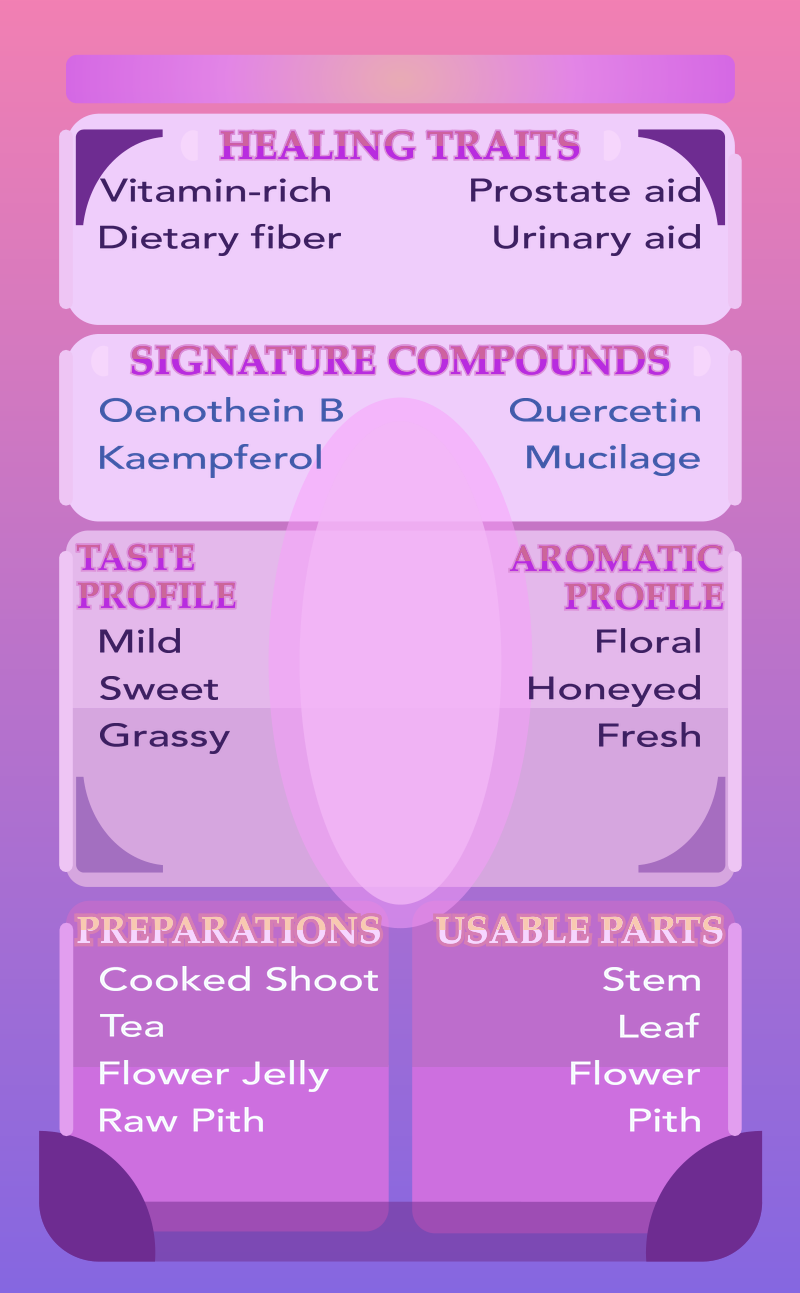 HEALING TRAITS
Vitamin-rich Prostate aid
Dietary fiber Urinary aid
SIGNATURE COMPOUNDS
Oenothein B Quercetin
Kaempferol Mucilage
TASTE
PROFILE
Mild
Sweet
Grassy
AROMATIC
PROFILE
Floral
Honeyed
Fresh
PREPARATIONS
Cooked Shoot
Tea
Flower Jelly
Raw Pith
USABLE PARTS
Stem
Leaf
Flower
Pith